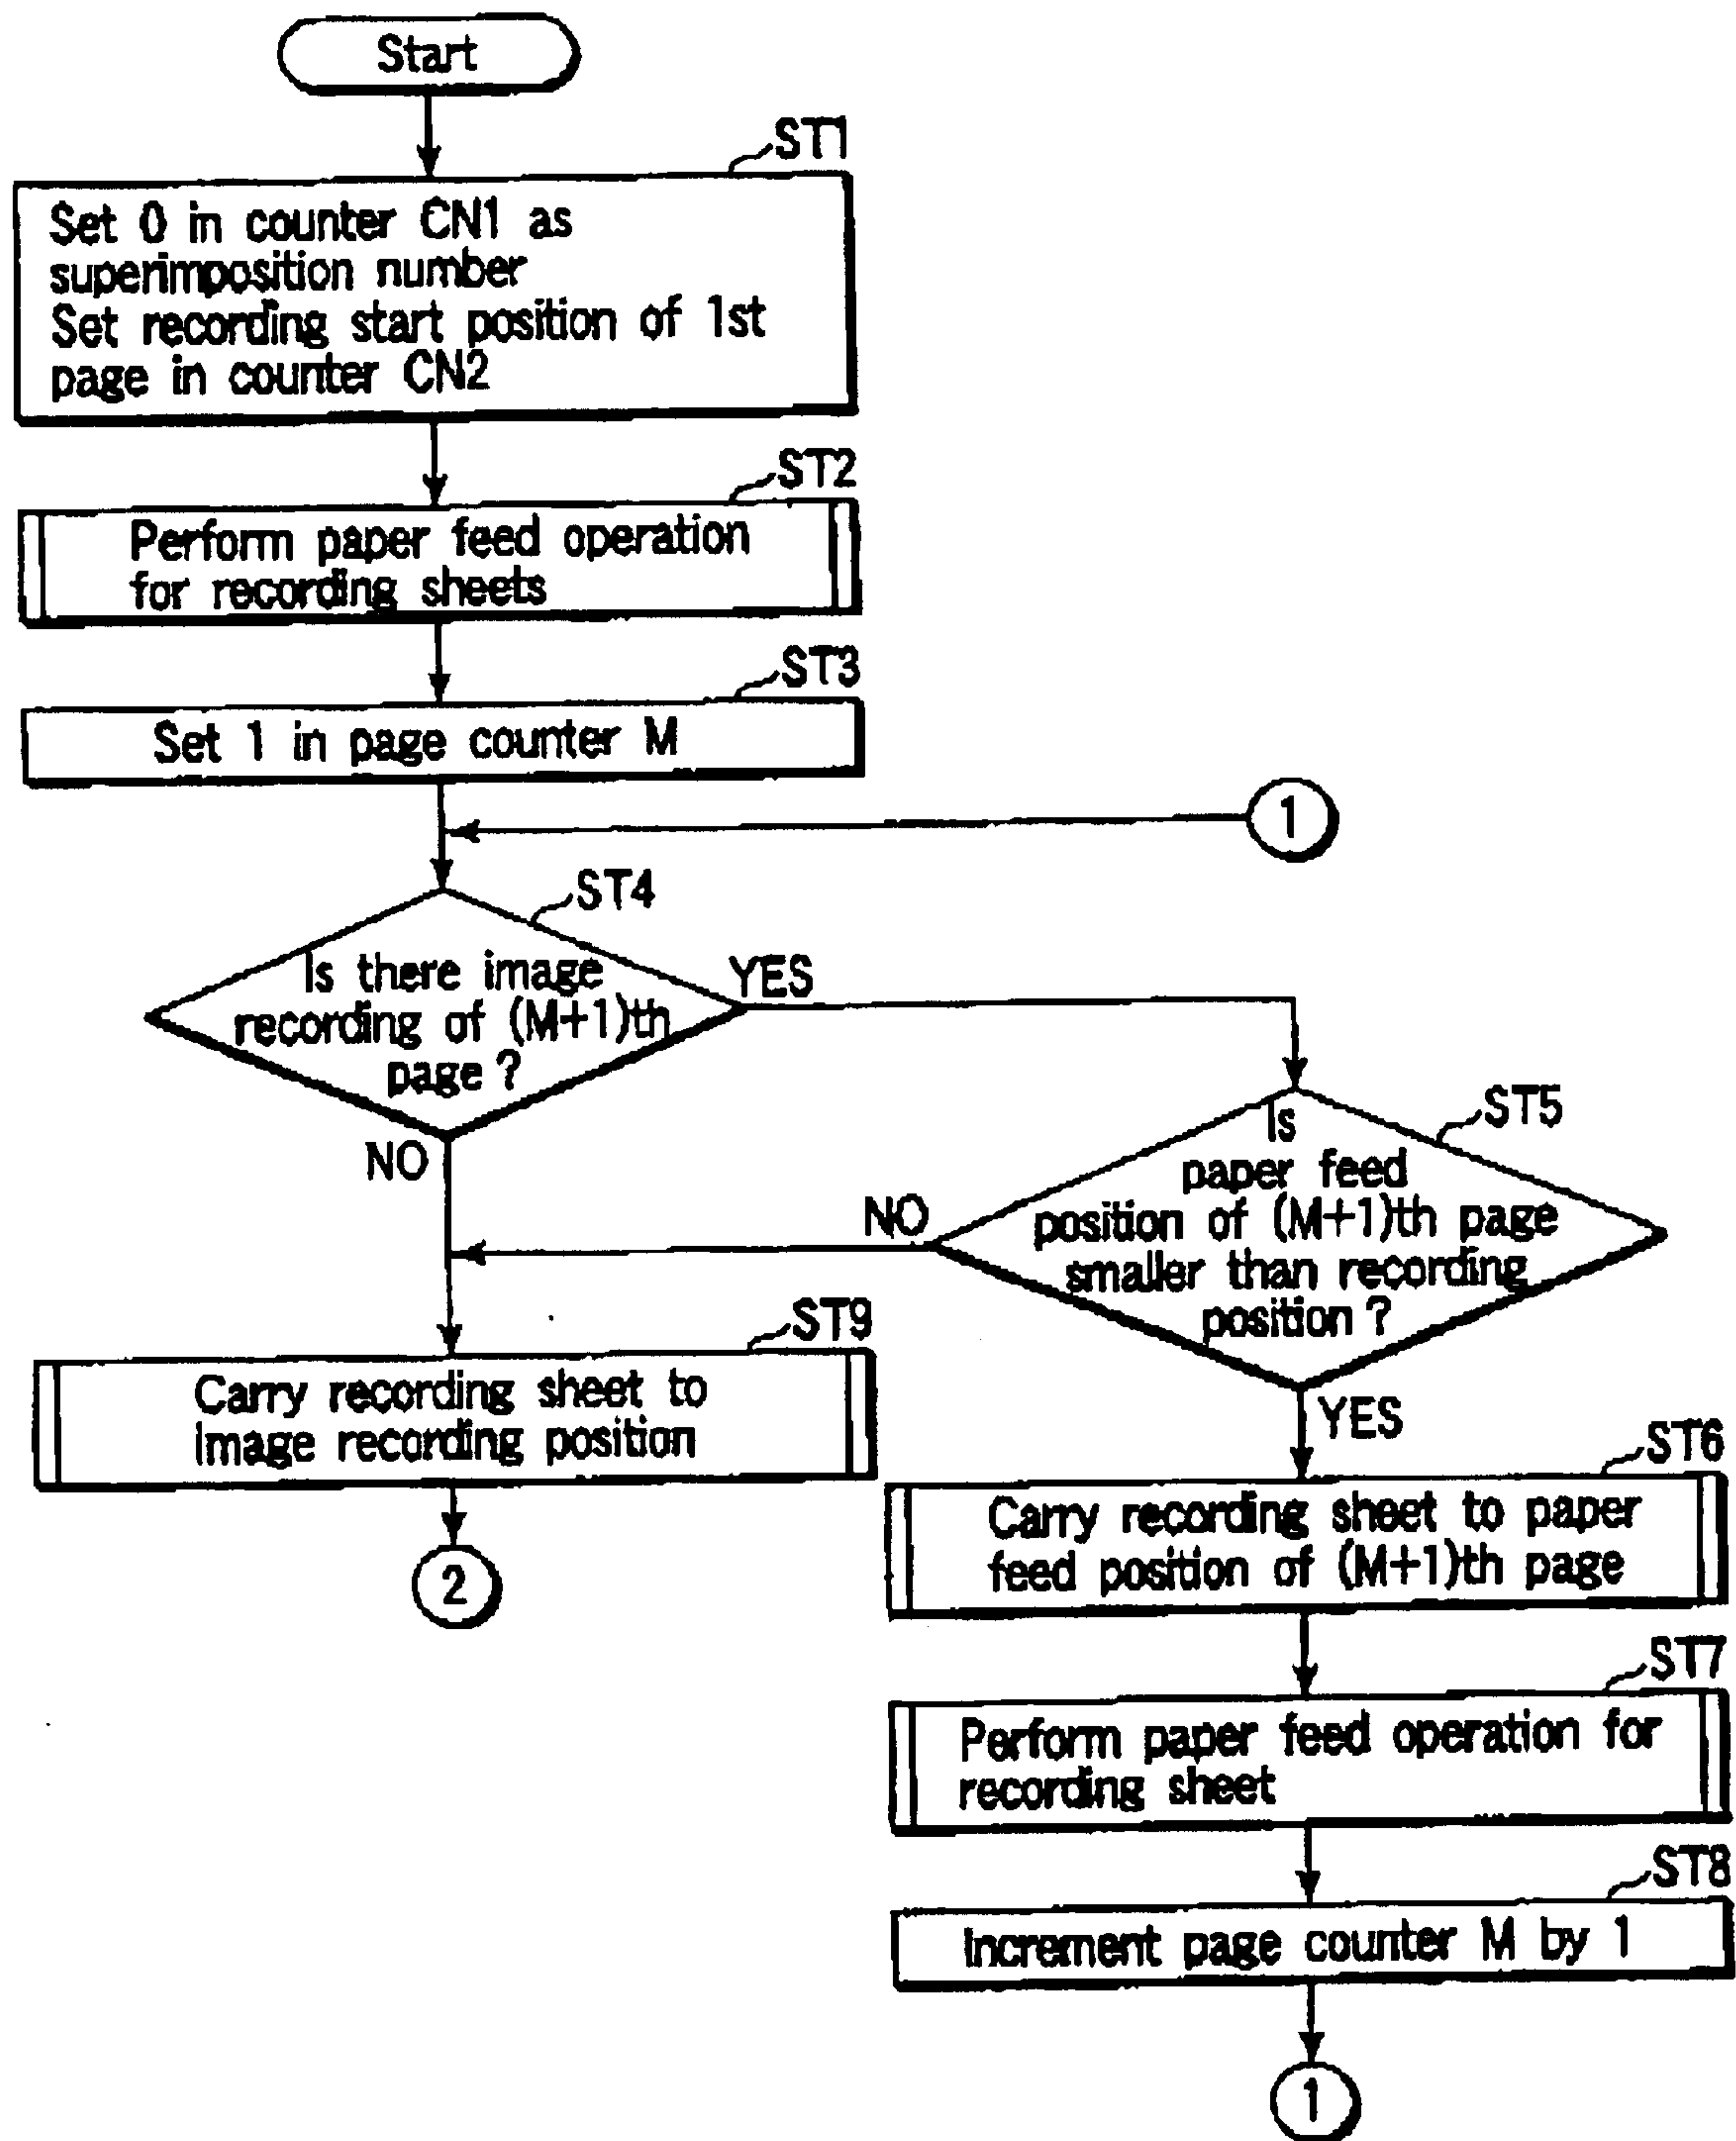 Start
ST1
Set 0 in counter CN1 as
superimposition number
Set recording start position of 1st
page in counter CN2
ST2
Perform paper feed operation
for recording sheets
ST3
Set 1 in page counter M
1
ST4
Is there image
recording of (M+1)th
page?
YES
NO
ST5
Is
paper feed
position of (M+1)th page
smaller than recording
position?
NO
YES
ST9
Carry recording sheet to
image recording position
2
ST6
Carry recording sheet to paper
feed position of (M+1)th page
ST7
Perform paper feed operation for
recording sheet
ST8
Increment page counter M by 1
1